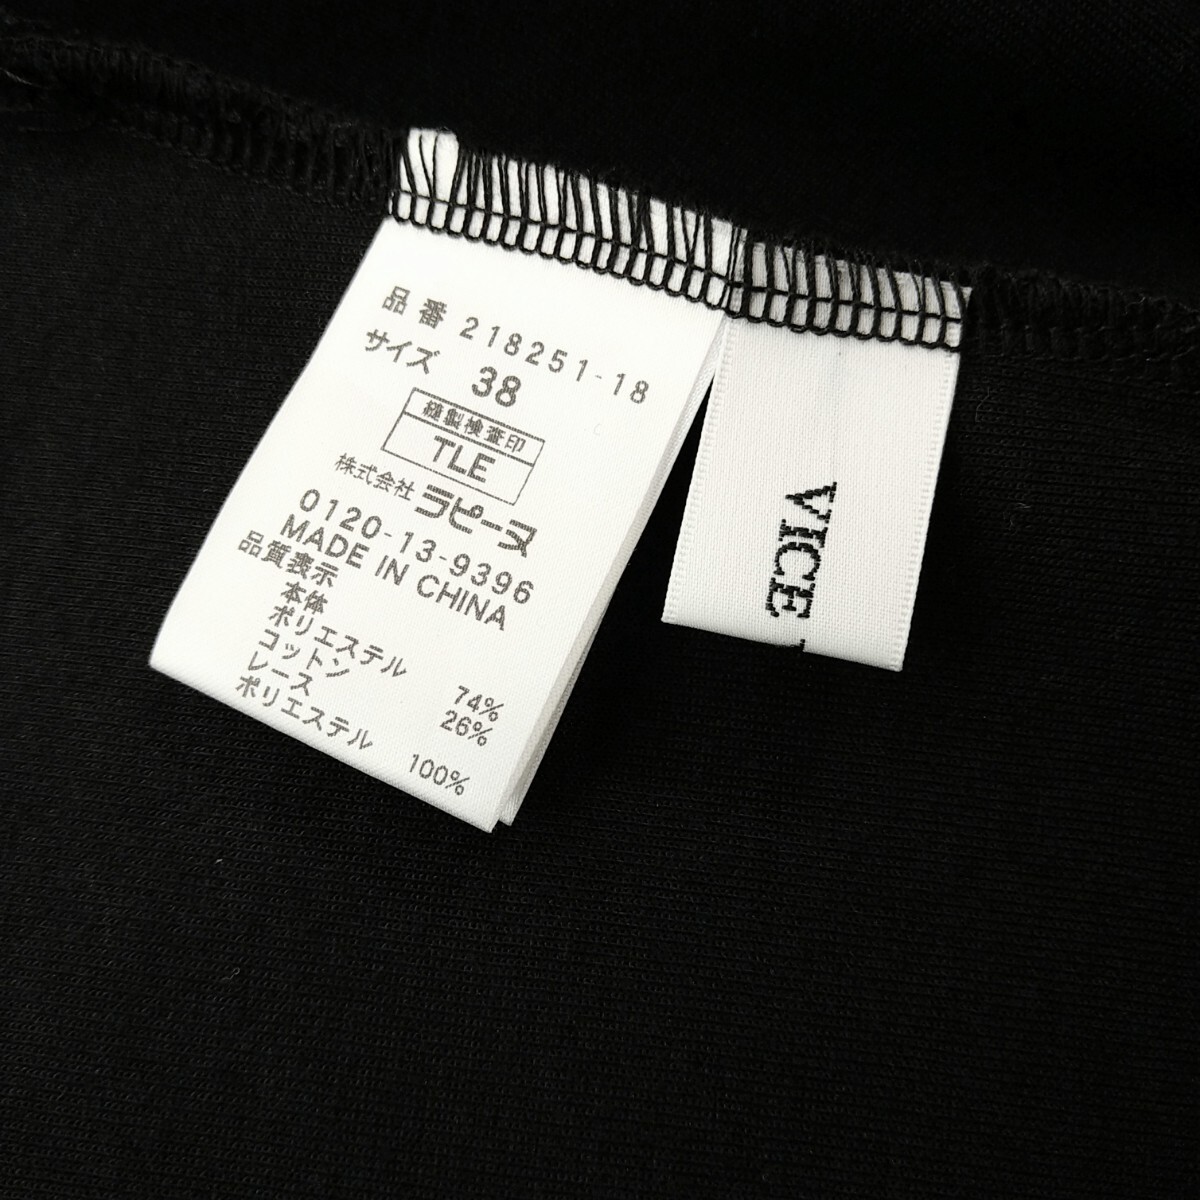 品番 218251-18
サイズ 38
縫製検査印
TLE
株式会社 ラピーヌ
0120-13-9396
MADE IN CHINA
品質表示
本体
ポリエステル 74%
コットン 26%
レース
ポリエステル 100%
VICE